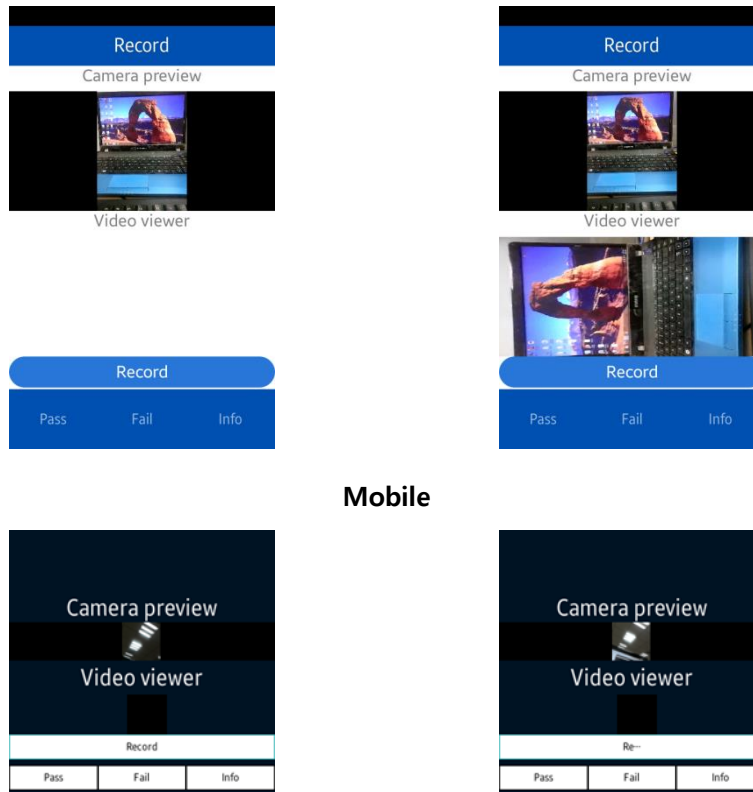 Record
Camera preview
Video viewer
Record
Pass Fail Info
Record
Camera preview
Video viewer
Record
Pass Fail Info
Mobile
Camera preview
Video viewer
Record
Pass Fail Info
Camera preview
Video viewer
Re...
Pass Fail Info